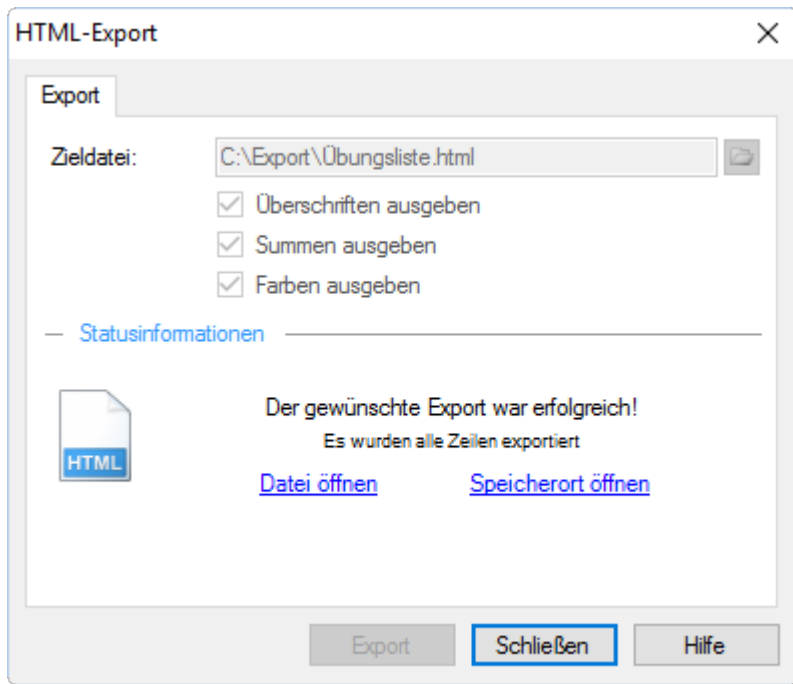 HTML-Export
Export
Zieldatei: C:\Export\Übungsliste.html
Überschriften ausgeben
Summen ausgeben
Farben ausgeben
Statusinformationen
Der gewünschte Export war erfolgreich!
Es wurden alle Zeilen exportiert
HTML
Datei öffnen Speicherort öffnen
Export Schließen Hilfe